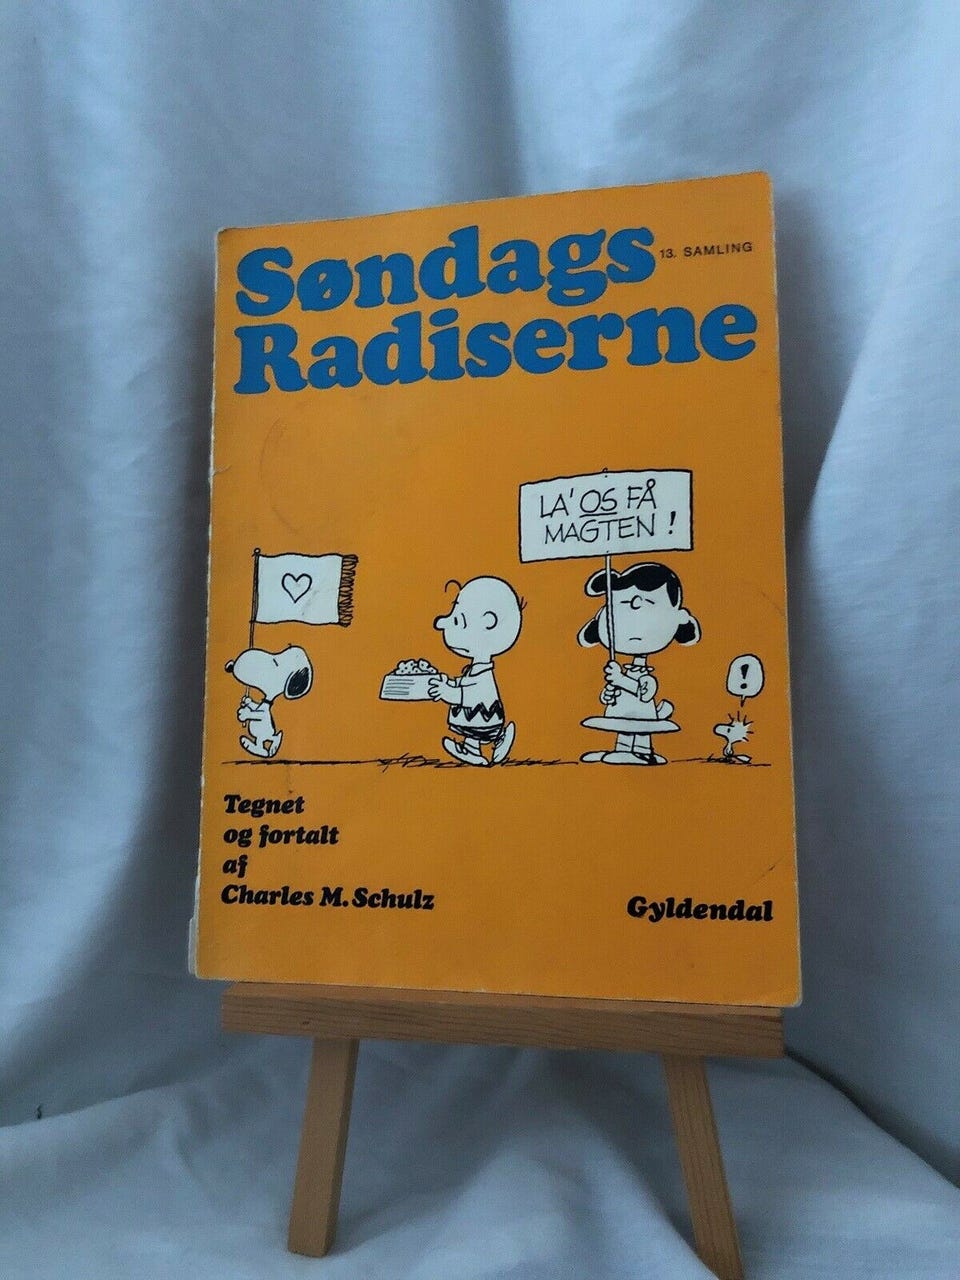 Søndags
13. SAMLING
Radiserne
LA' OS FÅ
MAGTEN !
!
Tegnet
og fortalt
af
Charles M. Schulz
Gyldendal